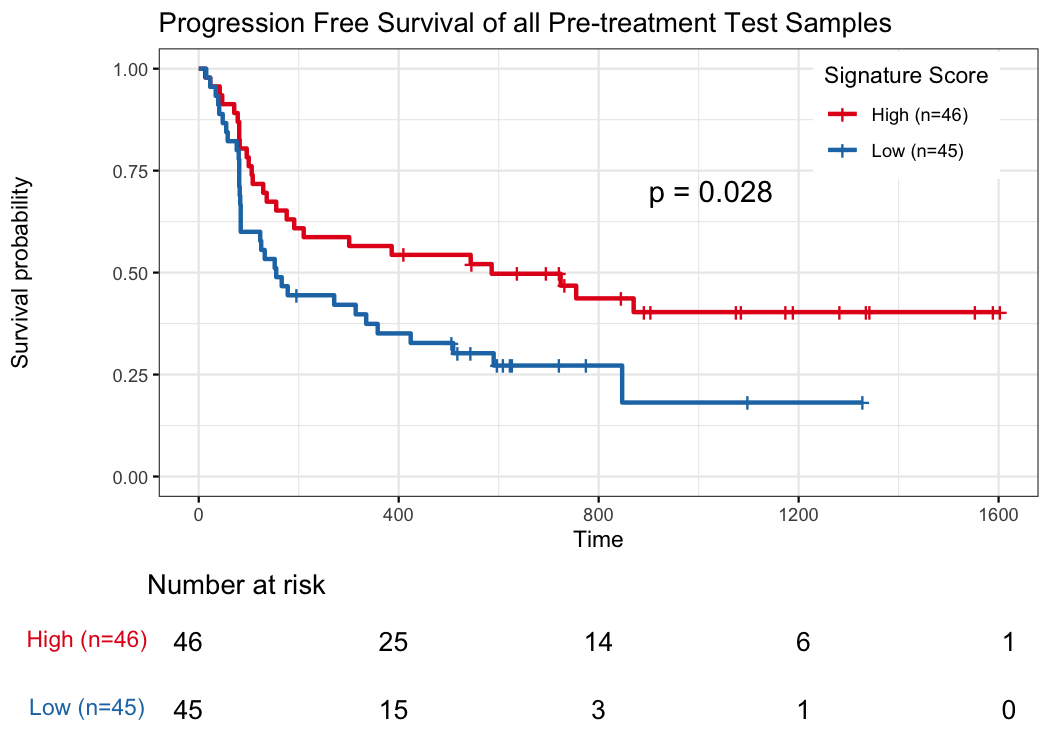 Progression Free Survival of all Pre-treatment Test Samples
Survival probability
1.00
0.75
0.50
0.25
0.00
Signature Score
High (n=46)
Low (n=45)
p = 0.028
0 400 800 1200 1600
Time
Number at risk
High (n=46) 46 25 14 6 1
Low (n=45) 45 15 3 1 0